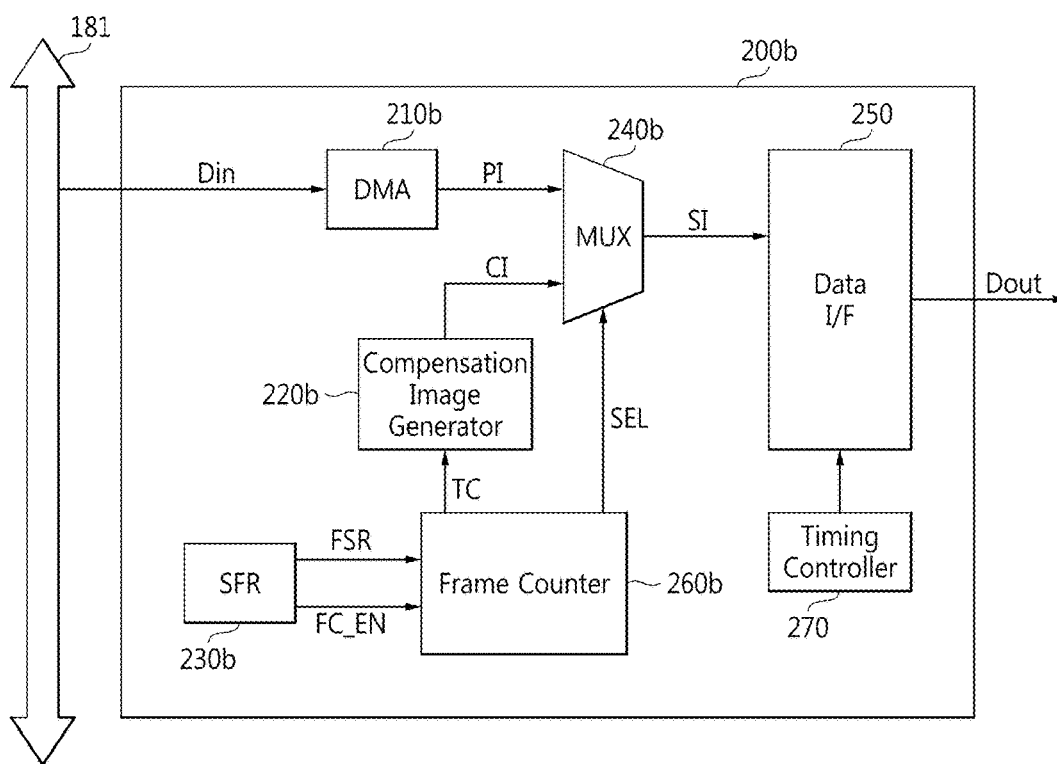 181
200b
210b
240b
250
Din
DMA
PI
MUX
SI
CI
Data
I/F
Dout
Compensation
Image
Generator
220b
SEL
TC
FSR
SFR
FC_EN
230b
Frame Counter
260b
Timing
Controller
270